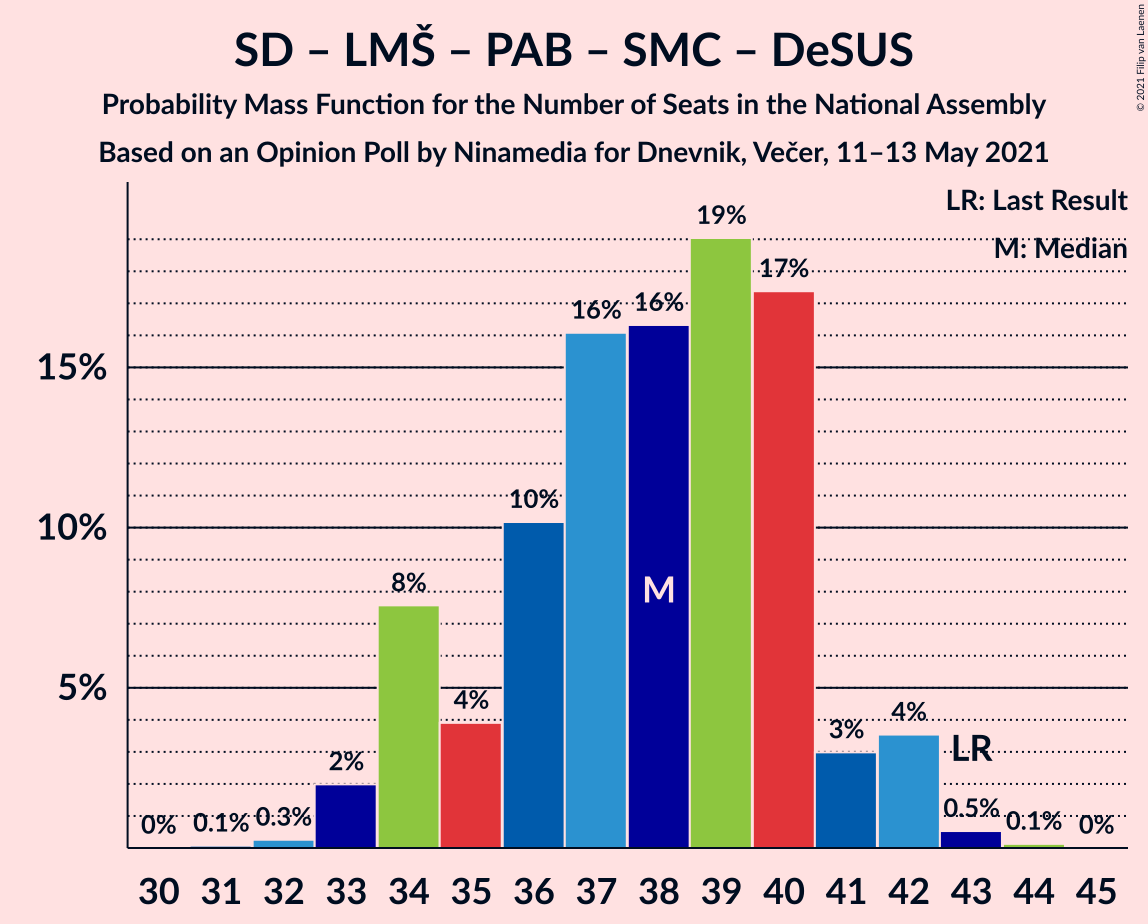 SD – LMŠ – PAB – SMC – DeSUS
Probability Mass Function for the Number of Seats in the National Assembly
Based on an Opinion Poll by Ninamedia for Dnevnik, Večer, 11–13 May 2021
© 2021 Filip van Laenen
LR: Last Result
M: Median
19%
17%
16%
16%
15%
10%
10%
8%
M
5%
4%
4%
3%
LR
2%
0.5%
0.3%
0.1%
0.1%
0%
0%
30 31 32 33 34 35 36 37 38 39 40 41 42 43 44 45